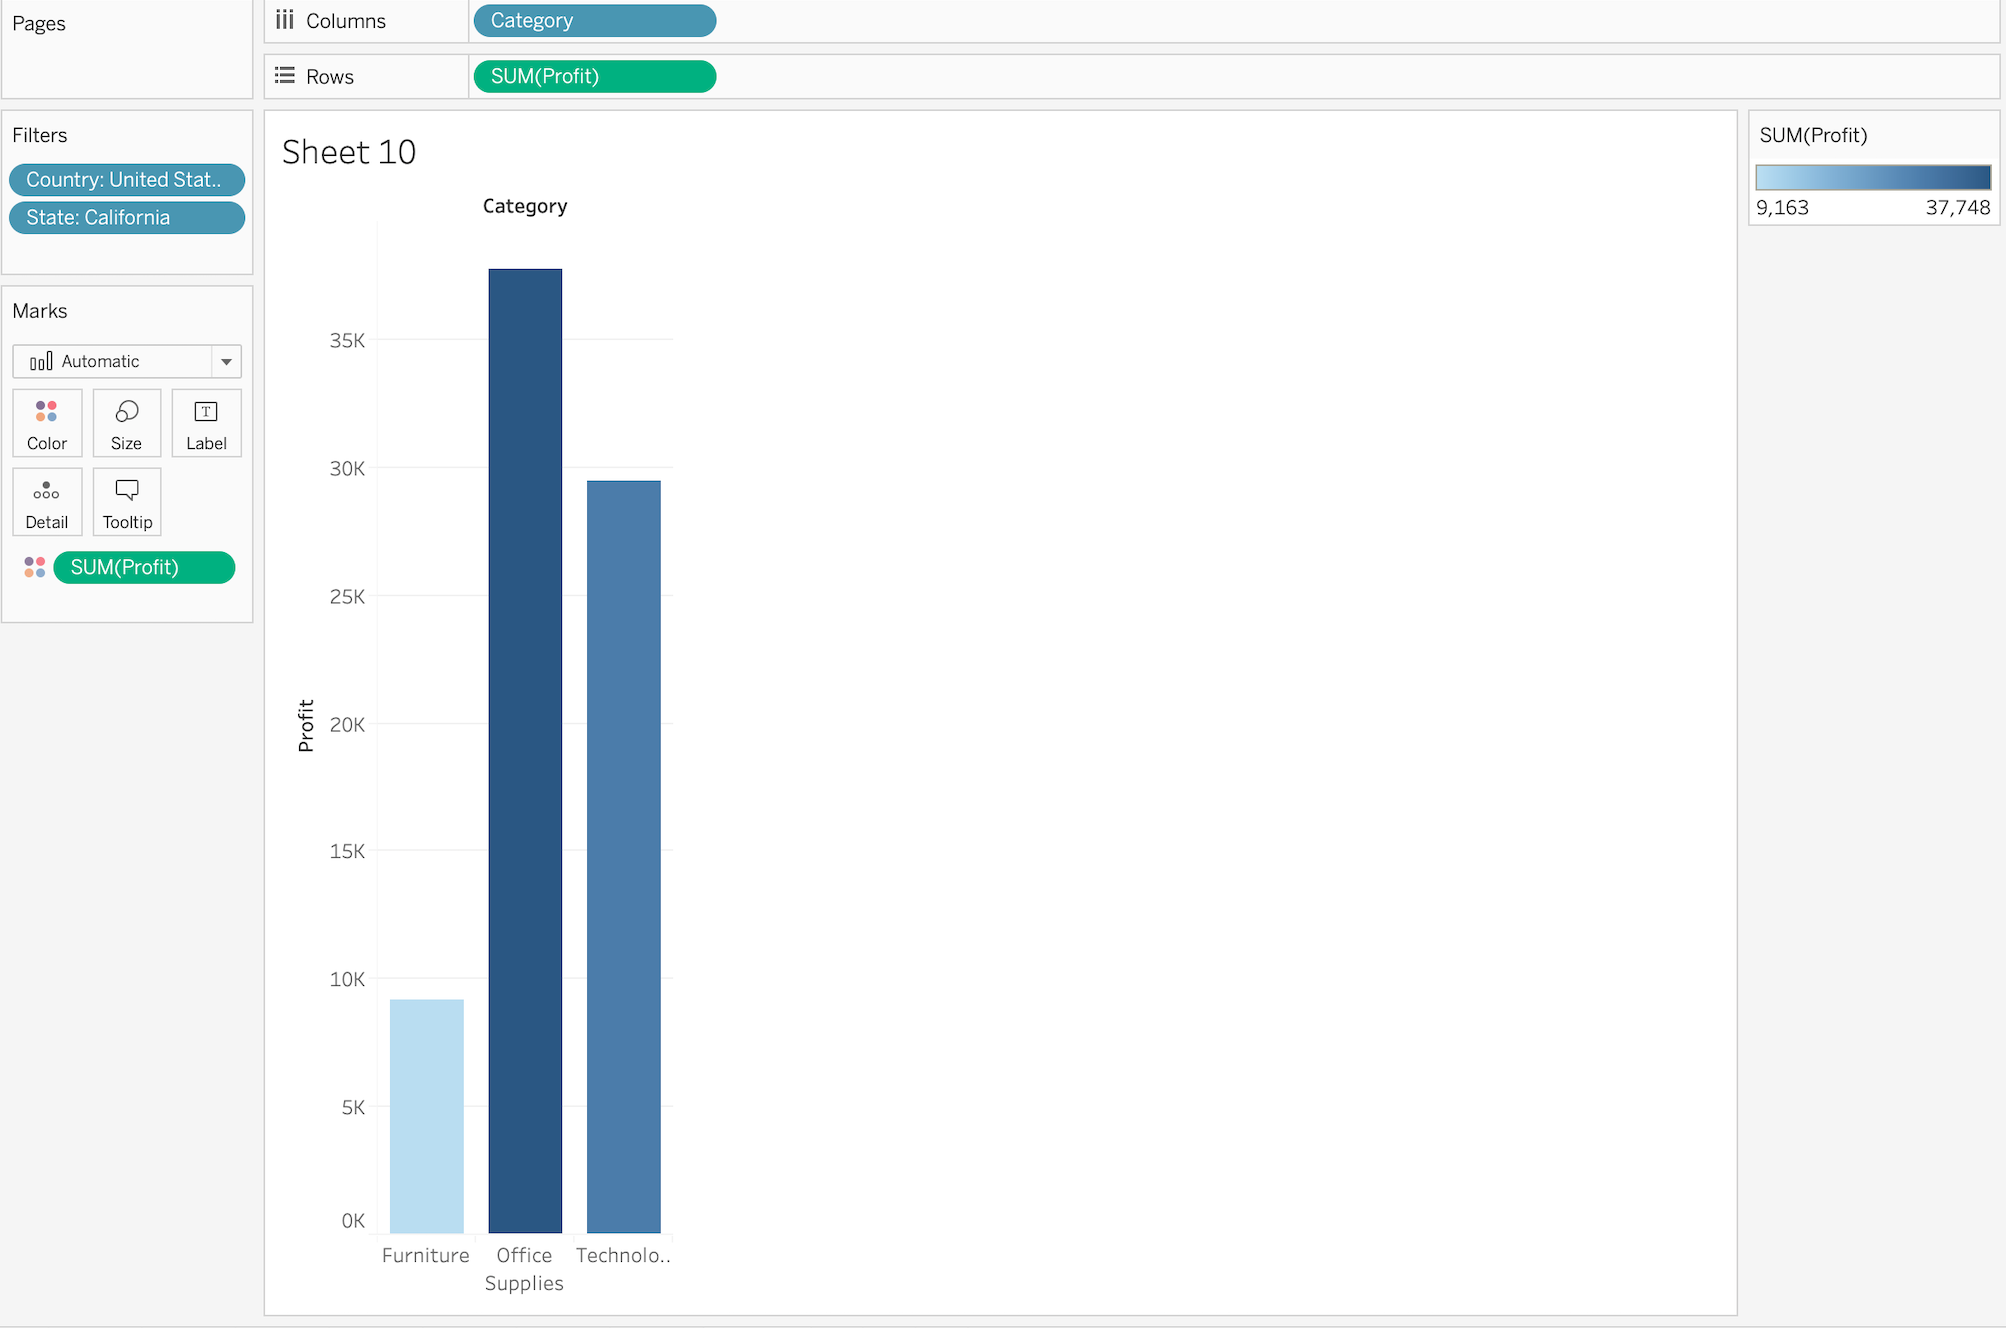 Pages
Columns
Category
Rows
SUM(Profit)
Filters
Country: United Stat..
State: California
Marks
Automatic
Color
Size
T
Label
Detail
Tooltip
SUM(Profit)
Sheet 10
Category
Profit
35K
30K
25K
20K
15K
10K
5K
0K
Furniture
Office
Supplies
Technolo..
SUM(Profit)
9,163
37,748